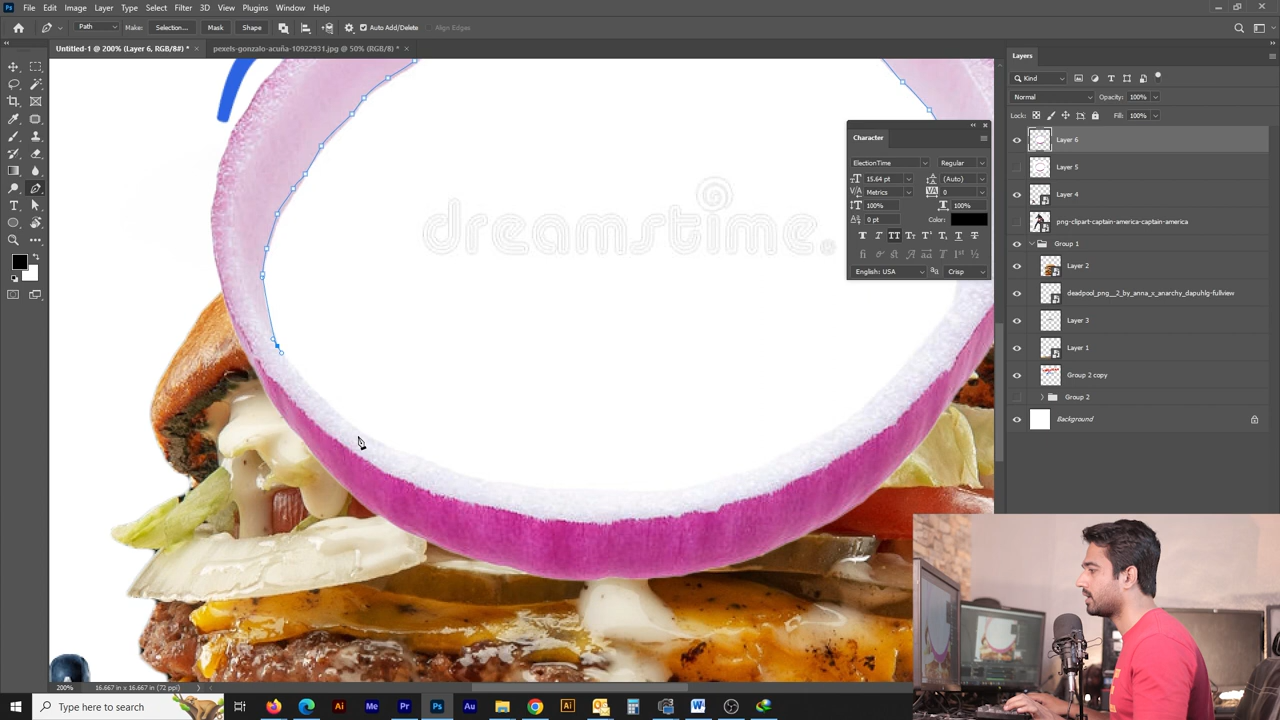 File Edit Image Layer Type Select Filter 3D View Plugins Window Help
Path Make: Selection... Mask Shape Auto Add/Delete Align Edges
Untitled-1 @ 200% (Layer 6, RGB/8#) * × pexels-gonzalo-acuña-10922931.jpg @ 50% (RGB/8) * ×
Layers
Kind
Normal Opacity: 100%
Lock: Fill: 100%
Layer 6
Layer 5
Layer 4
png-clipart-captain-america-captain-america
Group 1
Layer 2
deadpool_png__2_by_anna_x_anarchy_dapuhlg-fullview
Layer 3
Layer 1
Group 2 copy
Group 2
Background
Character
ElectionTime Regular
15.64 pt (Auto)
Metrics 0
100% 100%
0 pt Color:
English: USA Crisp
dreamstime®
200% 16.667 in x 16.667 in (72 ppi)
Type here to search